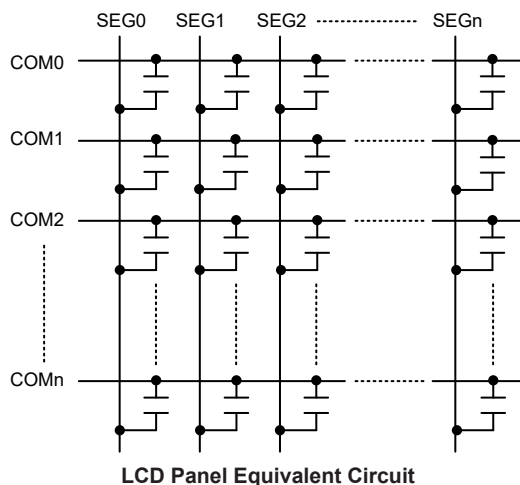 SEG0 SEG1 SEG2 SEGn
COM0
COM1
COM2
COMn
LCD Panel Equivalent Circuit